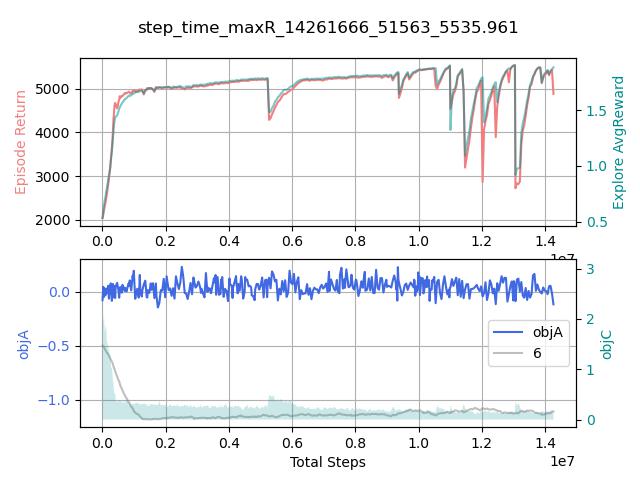 step_time_maxR_14261666_51563_5535.961
5000
4000
3000
2000
Episode Return
1.5
1.0
0.5
Explore AvgReward
0.0 0.2 0.4 0.6 0.8 1.0 1.2 1.4
1e7
0.0
−0.5
−1.0
objA
3
2
1
0
objC
objA
6
0.0 0.2 0.4 0.6 0.8 1.0 1.2 1.4
Total Steps
1e7